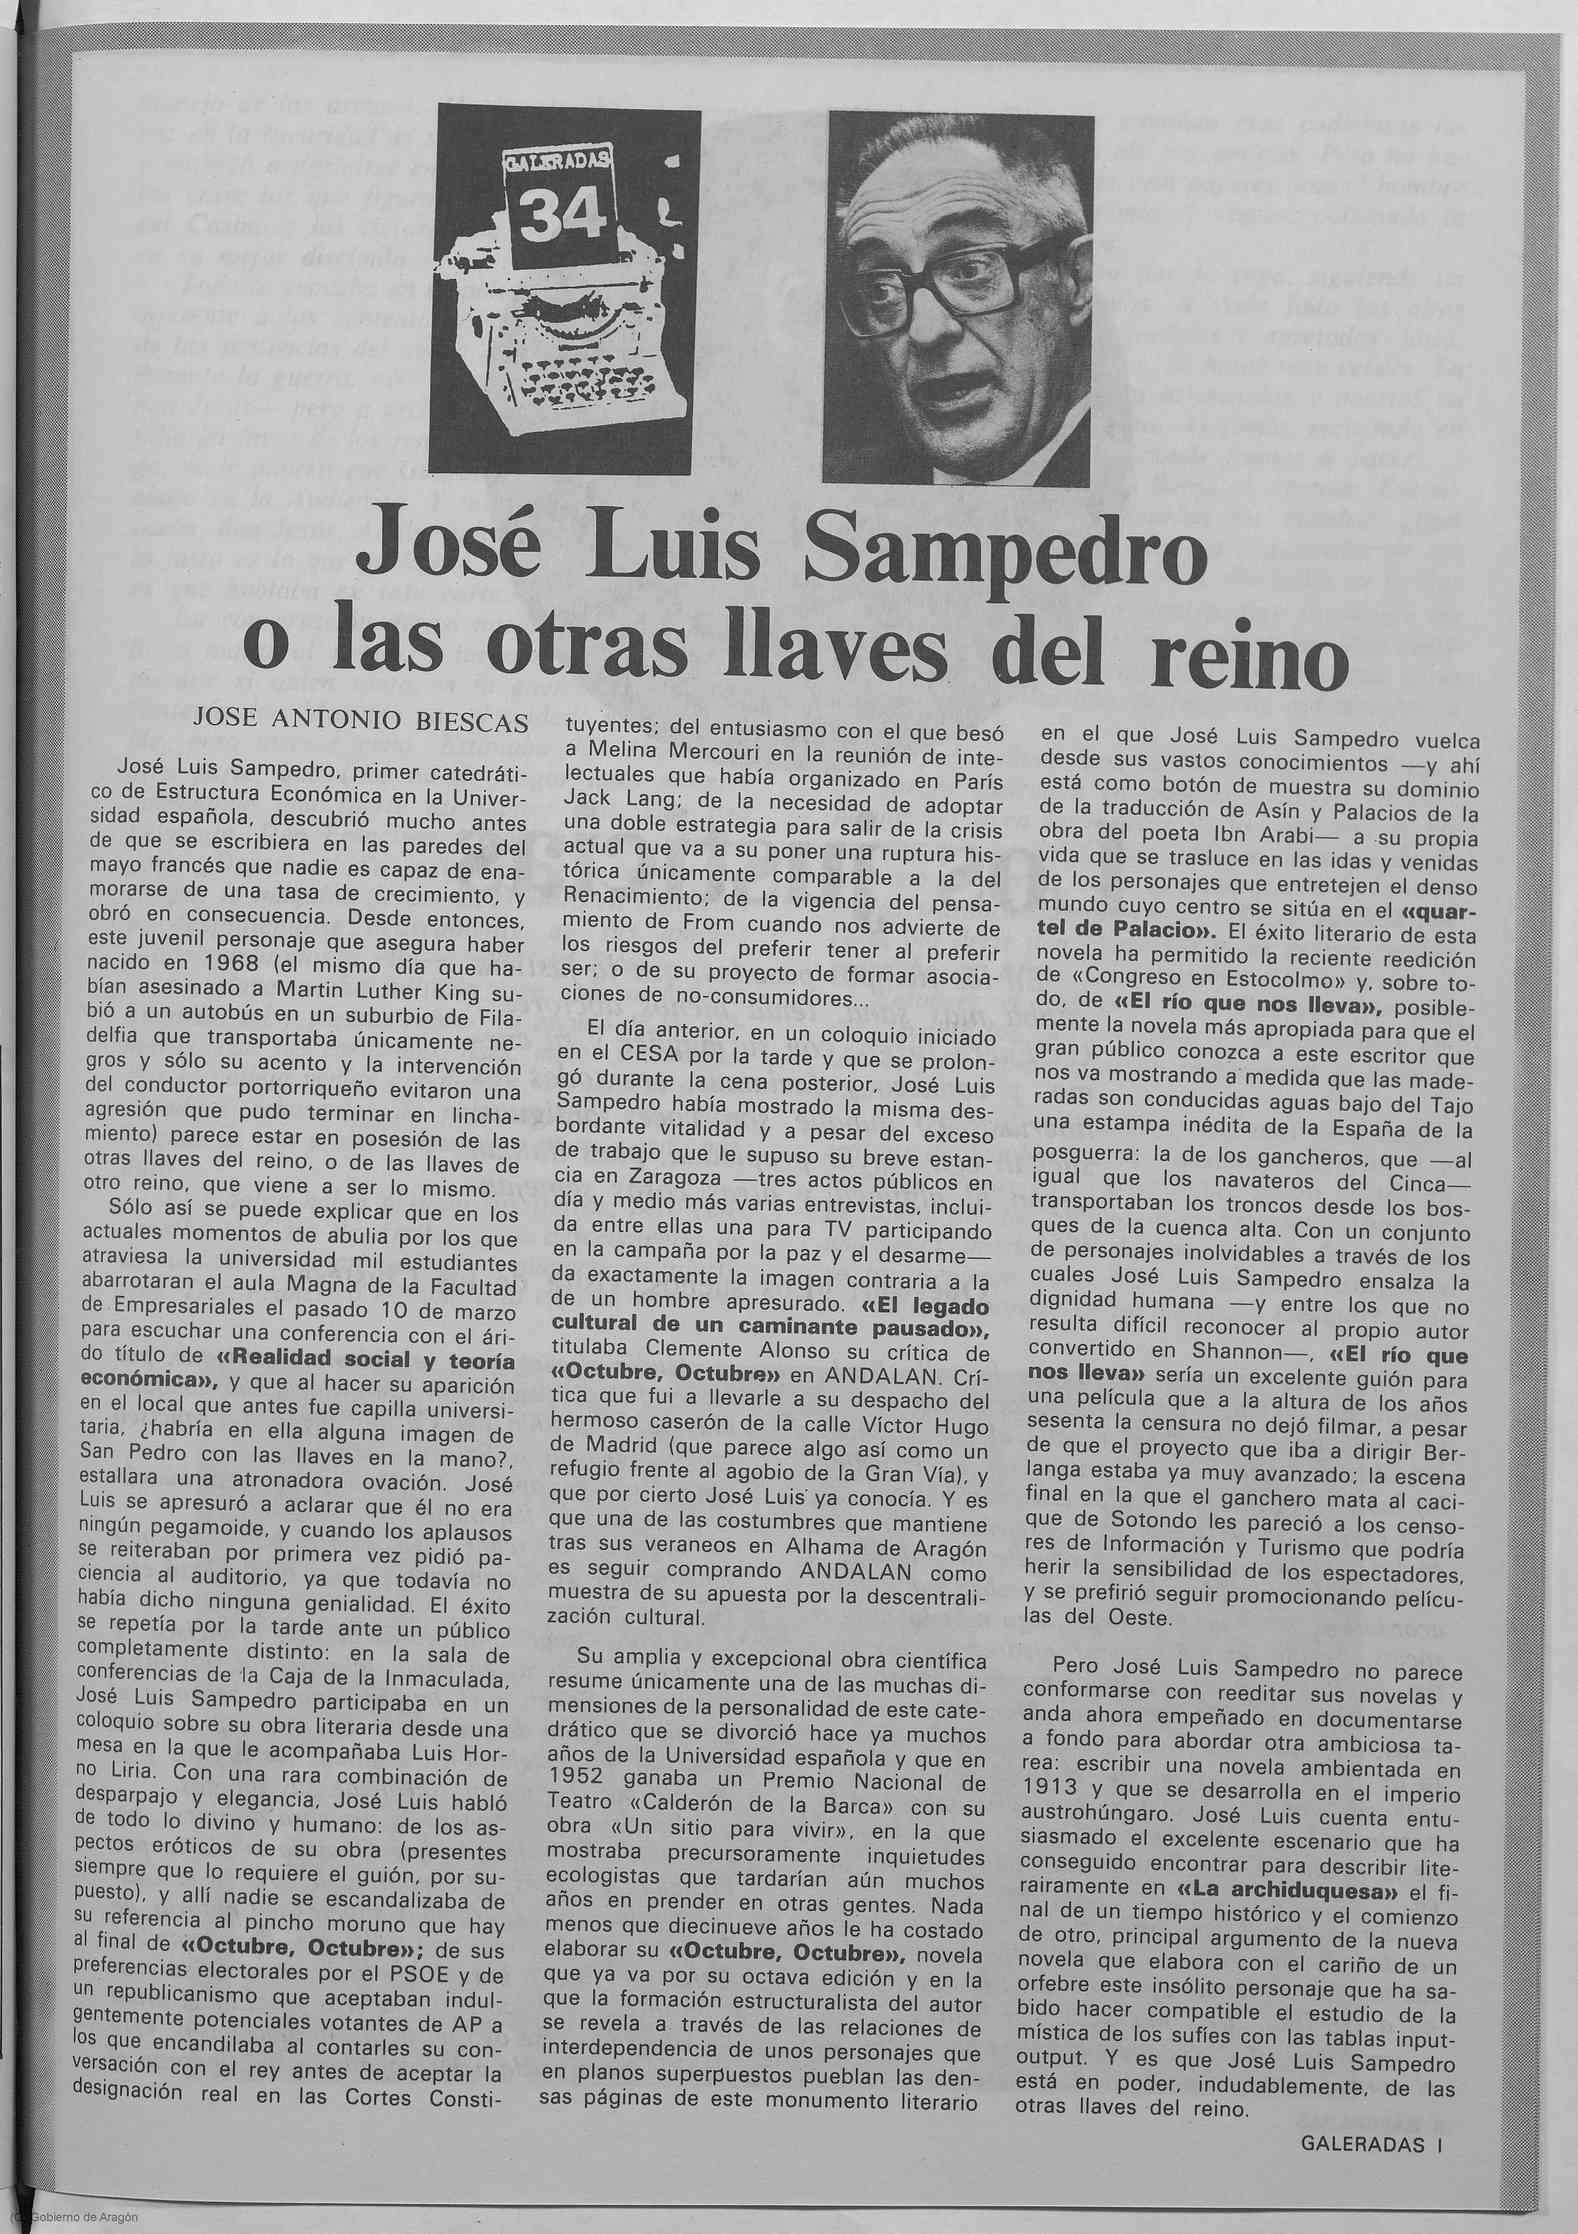 GALERADAS
34
José Luis Sampedro
o las otras llaves del reino
JOSE ANTONIO BIESCAS
José Luis Sampedro, primer catedráti-
co de Estructura Económica en la Univer-
sidad española, descubrió mucho antes
de que se escribiera en las paredes del
mayo francés que nadie es capaz de ena-
morarse de una tasa de crecimiento, y
obró en consecuencia. Desde entonces,
este juvenil personaje que asegura haber
nacido en 1968 (el mismo día que ha-
bían asesinado a Martin Luther King su-
bió a un autobús en un suburbio de Fila-
delfia que transportaba únicamente ne-
gros y sólo su acento y la intervención
del conductor portorriqueño evitaron una
agresión que pudo terminar en lincha-
miento) parece estar en posesión de las
otras llaves del reino, o de las llaves de
otro reino, que viene a ser lo mismo.
Sólo así se puede explicar que en los
actuales momentos de abulia por los que
atraviesa la universidad mil estudiantes
abarrotaran el aula Magna de la Facultad
de Empresariales el pasado 10 de marzo
para escuchar una conferencia con el ári-
do título de «Realidad social y teoría
económica», y que al hacer su aparición
en el local que antes fue capilla universi-
taria, ¿habría en ella alguna imagen de
San Pedro con las llaves en la mano?,
estallara una atronadora ovación. José
Luis se apresuró a aclarar que él no era
ningún pegamoide, y cuando los aplausos
se reiteraban por primera vez pidió pa-
ciencia al auditorio, ya que todavía no
había dicho ninguna genialidad. El éxito
se repetía por la tarde ante un público
completamente distinto: en la sala de
conferencias de la Caja de la Inmaculada,
José Luis Sampedro participaba en un
coloquio sobre su obra literaria desde una
mesa en la que le acompañaba Luis Hor-
no Liria. Con una rara combinación de
desparpajo y elegancia, José Luis habló
de todo lo divino y humano: de los as-
pectos eróticos de su obra (presentes
siempre que lo requiere el guión, por su-
puesto), y allí nadie se escandalizaba de
su referencia al pincho moruno que hay
al final de «Octubre, Octubre»; de sus
preferencias electorales por el PSOE y de
un republicanismo que aceptaban indul-
gentemente potenciales votantes de AP a
los que encandilaba al contarles su con-
versación con el rey antes de aceptar la
designación real en las Cortes Consti-
tuyentes; del entusiasmo con el que besó
a Melina Mercouri en la reunión de inte-
lectuales que había organizado en París
Jack Lang; de la necesidad de adoptar
una doble estrategia para salir de la crisis
actual que va a su poner una ruptura his-
tórica únicamente comparable a la del
Renacimiento; de la vigencia del pensa-
miento de From cuando nos advierte de
los riesgos del preferir tener al preferir
ser; o de su proyecto de formar asocia-
ciones de no-consumidores...
El día anterior, en un coloquio iniciado
en el CESA por la tarde y que se prolon-
gó durante la cena posterior, José Luis
Sampedro había mostrado la misma des-
bordante vitalidad y a pesar del exceso
de trabajo que le supuso su breve estan-
cia en Zaragoza —tres actos públicos en
día y medio más varias entrevistas, inclui-
da entre ellas una para TV participando
en la campaña por la paz y el desarme—
da exactamente la imagen contraria a la
de un hombre apresurado. «El legado
cultural de un caminante pausado»,
titulaba Clemente Alonso su crítica de
«Octubre, Octubre» en ANDALAN. Crí-
tica que fui a llevarle a su despacho del
hermoso caserón de la calle Víctor Hugo
de Madrid (que parece algo así como un
refugio frente al agobio de la Gran Vía), y
que por cierto José Luis ya conocía. Y es
que una de las costumbres que mantiene
tras sus veraneos en Alhama de Aragón
es seguir comprando ANDALAN como
muestra de su apuesta por la descentrali-
zación cultural.
Su amplia y excepcional obra científica
resume únicamente una de las muchas di-
mensiones de la personalidad de este cate-
drático que se divorció hace ya muchos
años de la Universidad española y que en
1952 ganaba un Premio Nacional de
Teatro «Calderón de la Barca» con su
obra «Un sitio para vivir», en la que
mostraba precursoramente inquietudes
ecologistas que tardarían aún muchos
años en prender en otras gentes. Nada
menos que diecinueve años le ha costado
elaborar su «Octubre, Octubre», novela
que ya va por su octava edición y en la
que la formación estructuralista del autor
se revela a través de las relaciones de
interdependencia de unos personajes que
en planos superpuestos pueblan las den-
sas páginas de este monumento literario
en el que José Luis Sampedro vuelca
desde sus vastos conocimientos —y ahí
está como botón de muestra su dominio
de la traducción de Asín y Palacios de la
obra del poeta Ibn Arabi— a su propia
vida que se trasluce en las idas y venidas
de los personajes que entretejen el denso
mundo cuyo centro se sitúa en el «quar-
tel de Palacio». El éxito literario de esta
novela ha permitido la reciente reedición
de «Congreso en Estocolmo» y, sobre to-
do, de «El río que nos lleva», posible-
mente la novela más apropiada para que el
gran público conozca a este escritor que
nos va mostrando a medida que las made-
radas son conducidas aguas bajo del Tajo
una estampa inédita de la España de la
posguerra: la de los gancheros, que —al
igual que los navateros del Cinca—
transportaban los troncos desde los bos-
ques de la cuenca alta. Con un conjunto
de personajes inolvidables a través de los
cuales José Luis Sampedro ensalza la
dignidad humana —y entre los que no
resulta difícil reconocer al propio autor
convertido en Shannon—, «El río que
nos lleva» sería un excelente guión para
una película que a la altura de los años
sesenta la censura no dejó filmar, a pesar
de que el proyecto que iba a dirigir Ber-
langa estaba ya muy avanzado; la escena
final en la que el ganchero mata al caci-
que de Sotondo les pareció a los censo-
res de Información y Turismo que podría
herir la sensibilidad de los espectadores,
y se prefirió seguir promocionando pelícu-
las del Oeste.
Pero José Luis Sampedro no parece
conformarse con reeditar sus novelas y
anda ahora empeñado en documentarse
a fondo para abordar otra ambiciosa ta-
rea: escribir una novela ambientada en
1913 y que se desarrolla en el imperio
austrohúngaro. José Luis cuenta entu-
siasmado el excelente escenario que ha
conseguido encontrar para describir lite-
rairamente en «La archiduquesa» el fi-
nal de un tiempo histórico y el comienzo
de otro, principal argumento de la nueva
novela que elabora con el cariño de un
orfebre este insólito personaje que ha sa-
bido hacer compatible el estudio de la
mística de los sufíes con las tablas input-
output. Y es que José Luis Sampedro
está en poder, indudablemente, de las
otras llaves del reino.
GALERADAS I
(C) Gobierno de Aragón